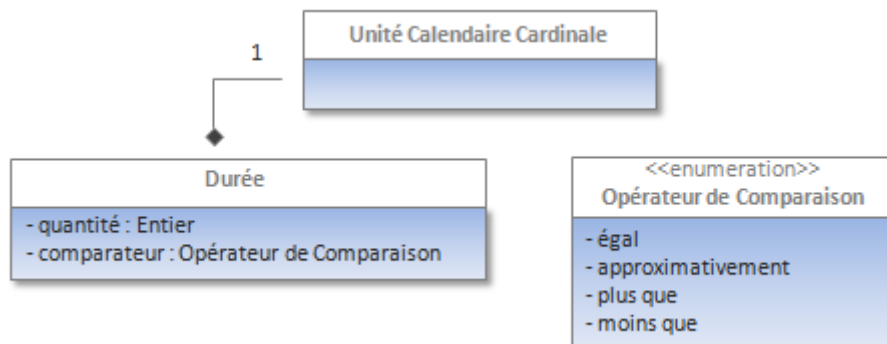 Unité Calendaire Cardinale
1
Durée
- quantité : Entier
- comparateur : Opérateur de Comparaison
<<enumeration>>
Opérateur de Comparaison
- égal
- approximativement
- plus que
- moins que